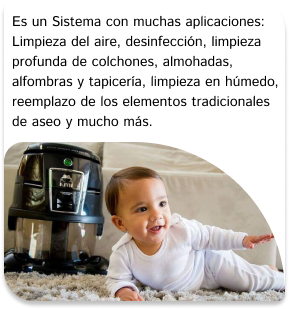 Es un Sistema con muchas aplicaciones:
Limpieza del aire, desinfección, limpieza
profunda de colchones, almohadas,
alfombras y tapicería, limpieza en húmedo,
reemplazo de los elementos tradicionales
de aseo y mucho más.